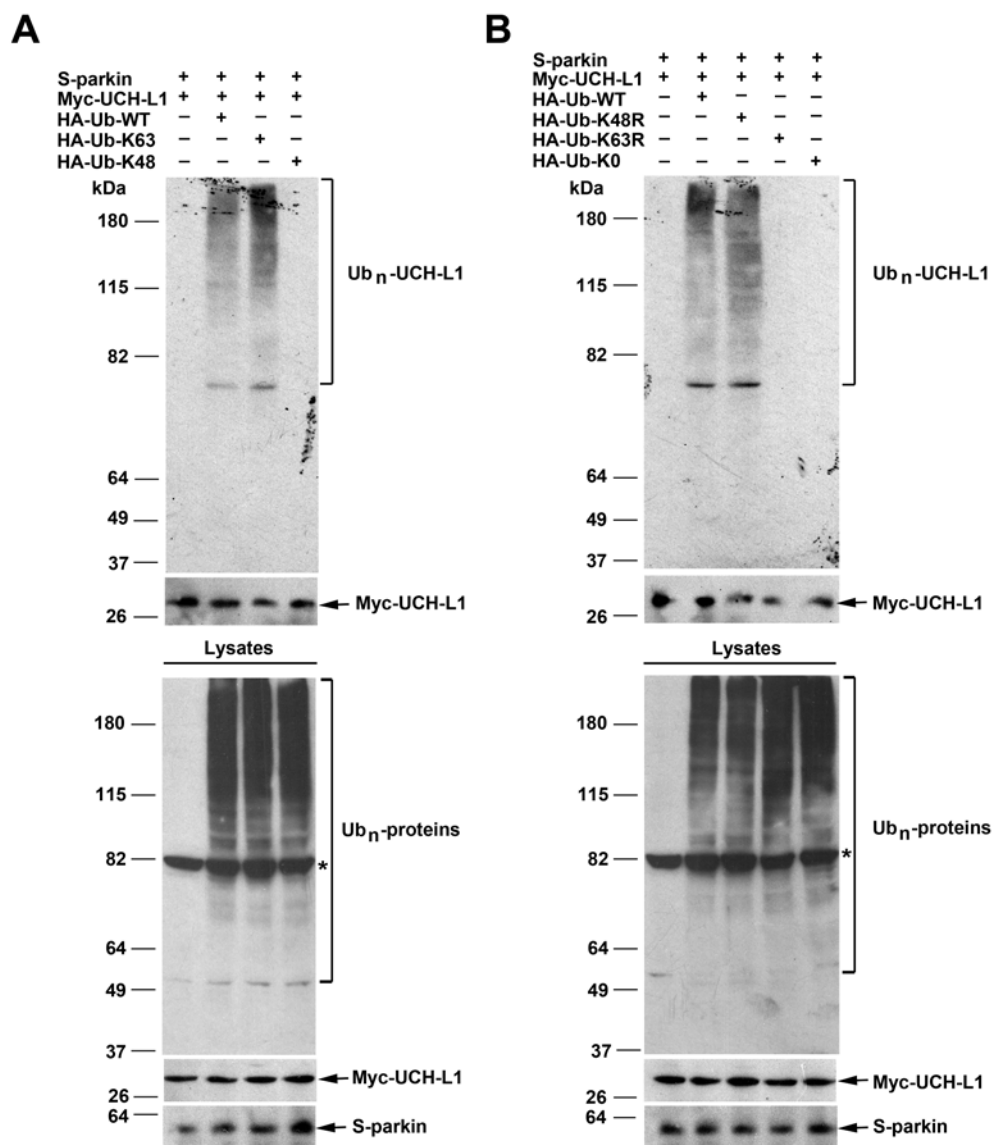 A
S-parkin + + + +
Myc-UCH-L1 + + + +
HA-Ub-WT – + – –
HA-Ub-K63 – – + –
HA-Ub-K48 – – – +
kDa
180
115
82
64
49
37
26
Ubn-UCH-L1
Myc-UCH-L1
Lysates
180
115
82
64
49
37
26
64
Ubn-proteins
*
Myc-UCH-L1
S-parkin
B
S-parkin + + + + +
Myc-UCH-L1 + + + + +
HA-Ub-WT – + – – –
HA-Ub-K48R – – + – –
HA-Ub-K63R – – – + –
HA-Ub-K0 – – – – +
kDa
180
115
82
64
49
37
26
Ubn-UCH-L1
Myc-UCH-L1
Lysates
180
115
82
64
49
37
26
64
Ubn-proteins
*
Myc-UCH-L1
S-parkin